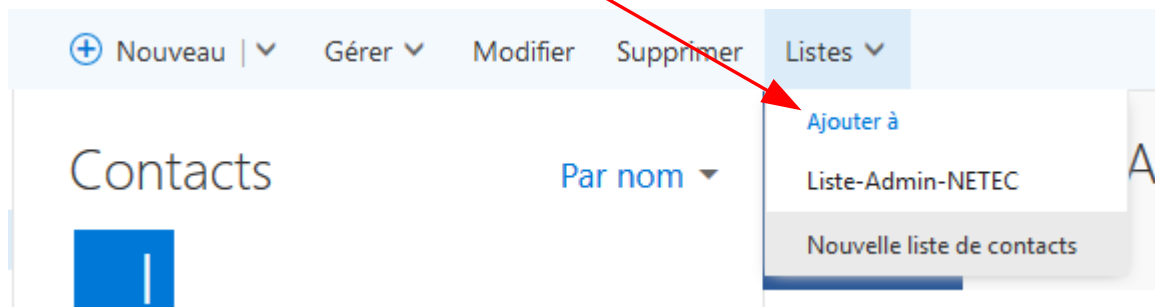 Nouveau | Gérer Modifier Supprimer Listes
Ajouter à
Contacts Par nom Liste-Admin-NETEC A
Nouvelle liste de contacts